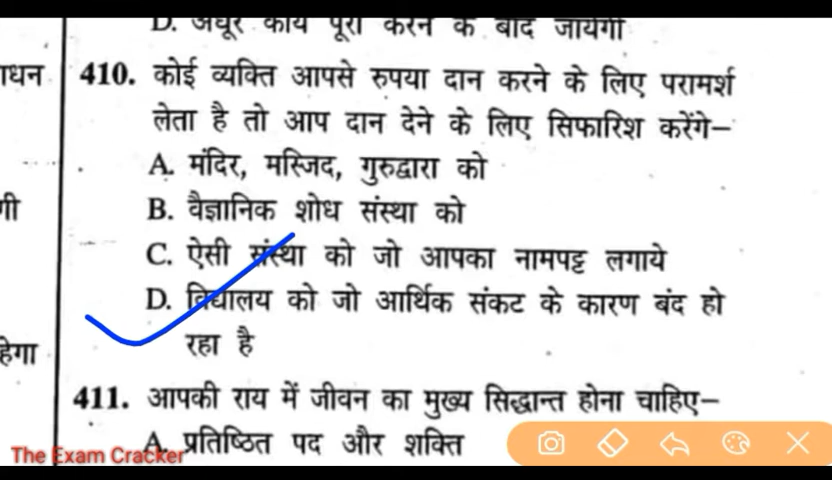 D. अधूरे कार्य पूरा करने के बाद जायेगी
ाधन
410. कोई व्यक्ति आपसे रुपया दान करने के लिए परामर्श
लेता है तो आप दान देने के लिए सिफारिश करेंगे–
A. मंदिर, मस्जिद, गुरुद्वारा को
गी
B. वैज्ञानिक शोध संस्था को
C. ऐसी संस्था को जो आपका नामपट्ट लगाये
D. विद्यालय को जो आर्थिक संकट के कारण बंद हो
रहा है
हेगा
411. आपकी राय में जीवन का मुख्य सिद्धान्त होना चाहिए–
A. प्रतिष्ठित पद और शक्ति
The Exam Cracker